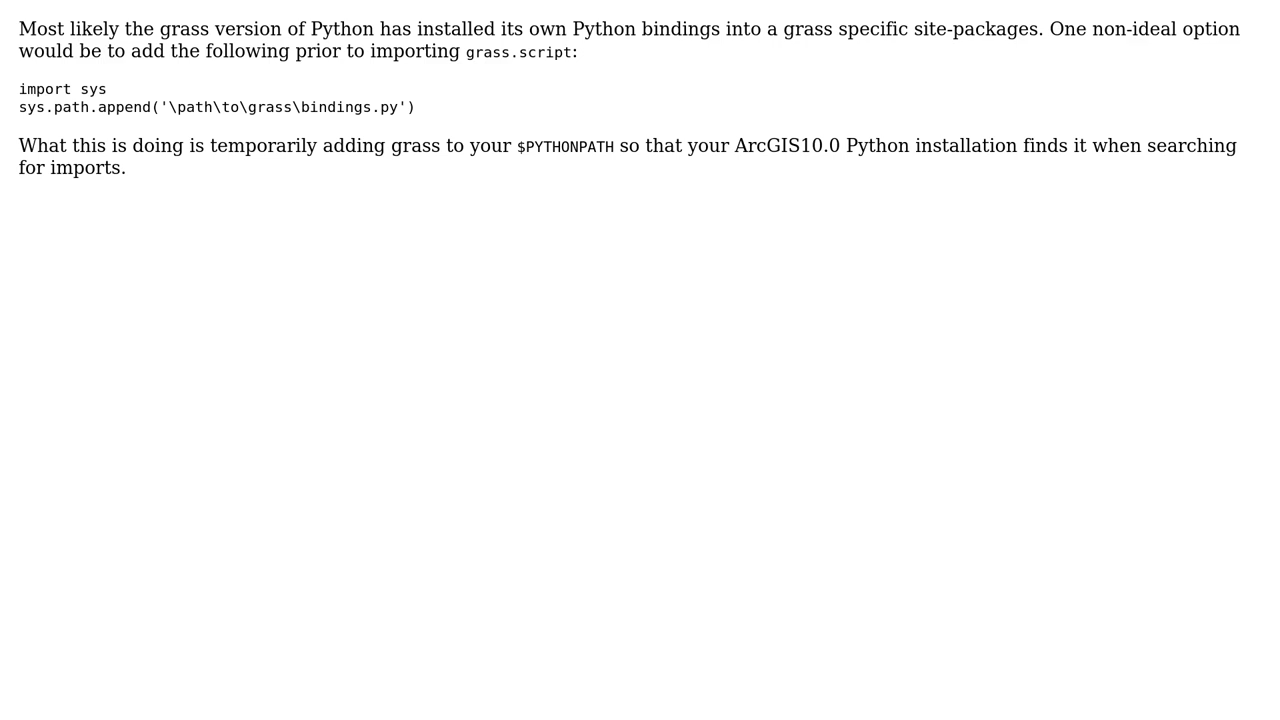 Most likely the grass version of Python has installed its own Python bindings into a grass specific site-packages. One non-ideal option
would be to add the following prior to importing grass.script:
import sys
sys.path.append('\path\to\grass\bindings.py')
What this is doing is temporarily adding grass to your $PYTHONPATH so that your ArcGIS10.0 Python installation finds it when searching
for imports.